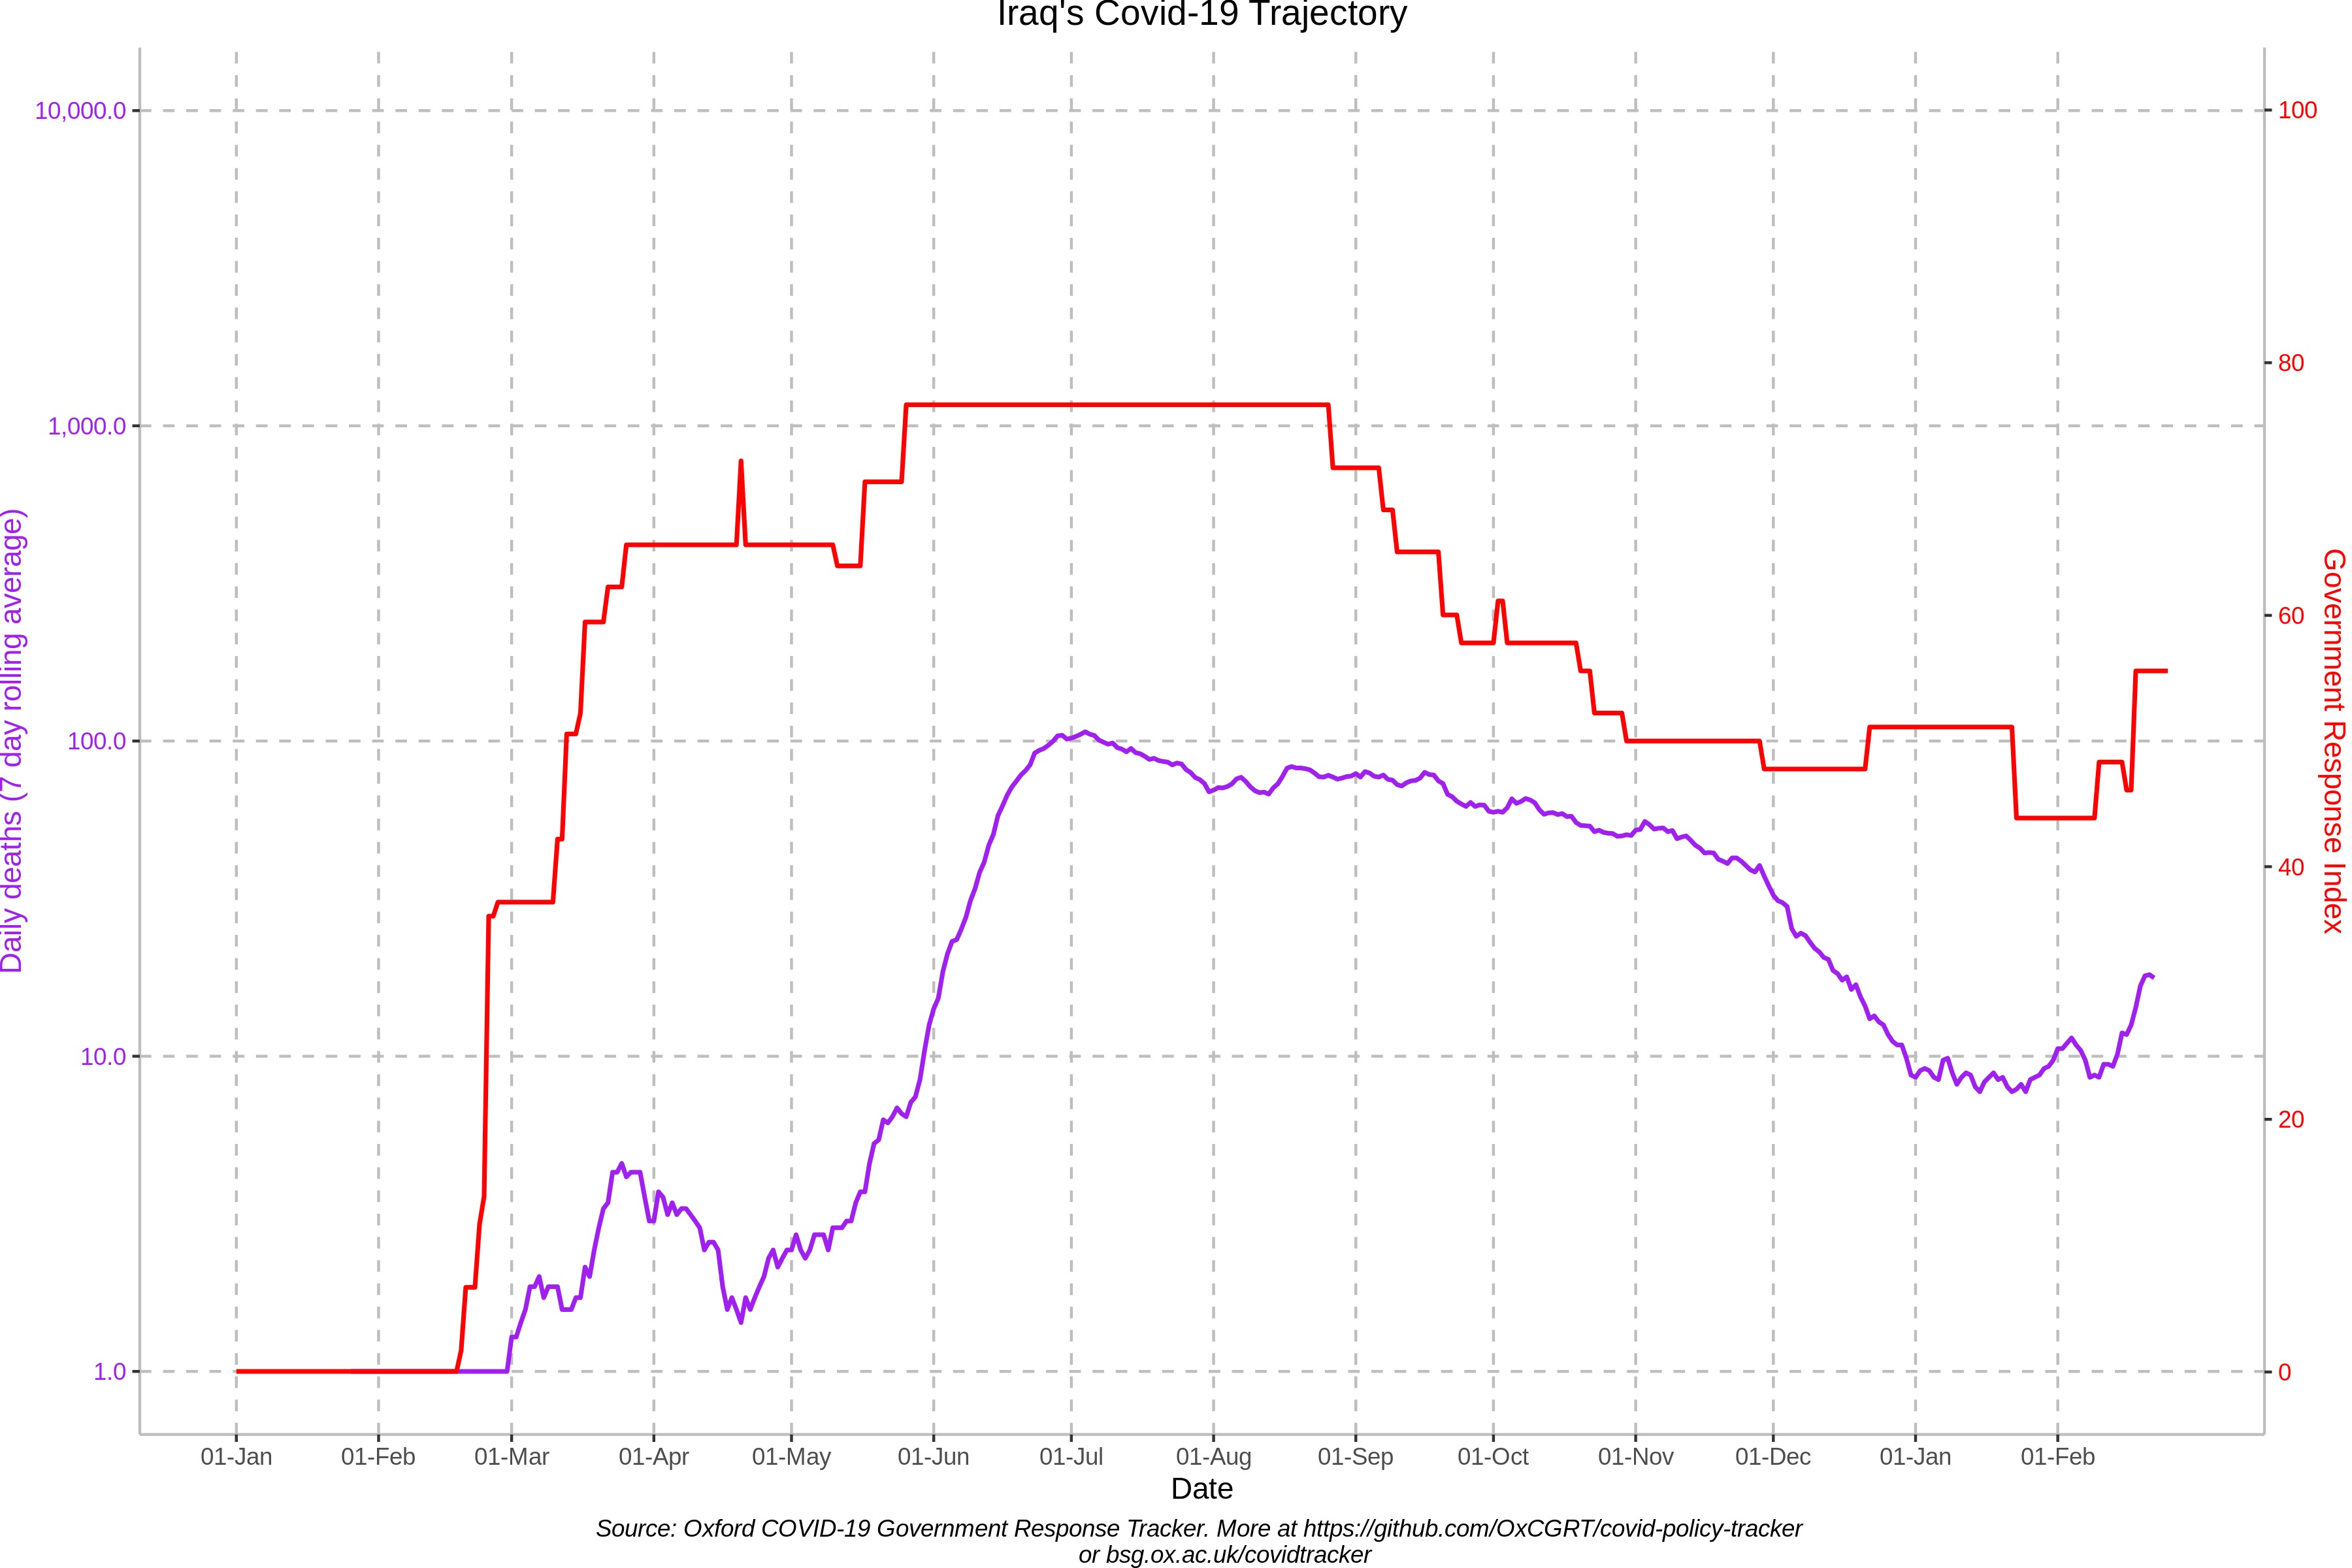 Iraq's Covid-19 Trajectory
10,000.0
1,000.0
100.0
10.0
1.0
Daily deaths (7 day rolling average)
100
80
60
40
20
0
Government Response Index
01-Jan 01-Feb 01-Mar 01-Apr 01-May 01-Jun 01-Jul 01-Aug 01-Sep 01-Oct 01-Nov 01-Dec 01-Jan 01-Feb
Date
Source: Oxford COVID-19 Government Response Tracker. More at https://github.com/OxCGRT/covid-policy-tracker
or bsg.ox.ac.uk/covidtracker